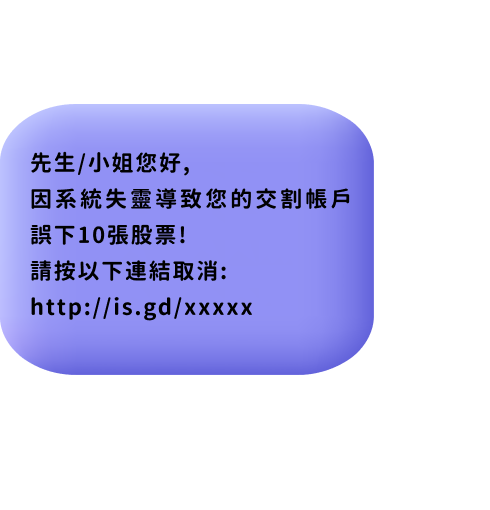 先生/小姐您好,
因系統失靈導致您的交割帳戶
誤下10張股票!
請按以下連結取消:
http://is.gd/xxxxx